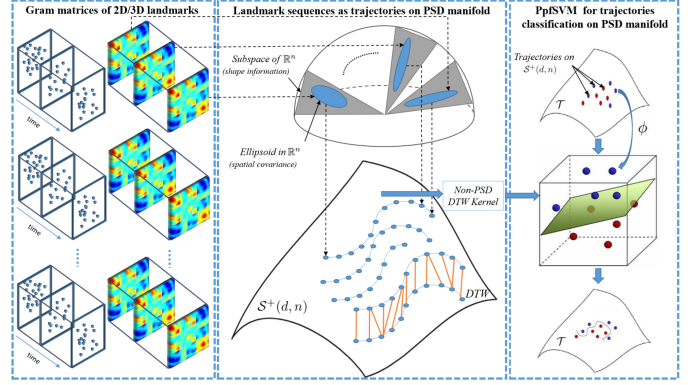 Gram matrices of 2D/3D landmarks
time
time
time
Landmark sequences as trajectories on PSD manifold
Subspace of ℝⁿ
(shape information)
Ellipsoid in ℝⁿ
(spatial covariance)
Non-PSD
DTW Kernel
DTW
𝒮⁺(d, n)
PpfSVM for trajectories
classification on PSD manifold
Trajectories on
𝒮⁺(d, n)
𝒯
ϕ
𝒯